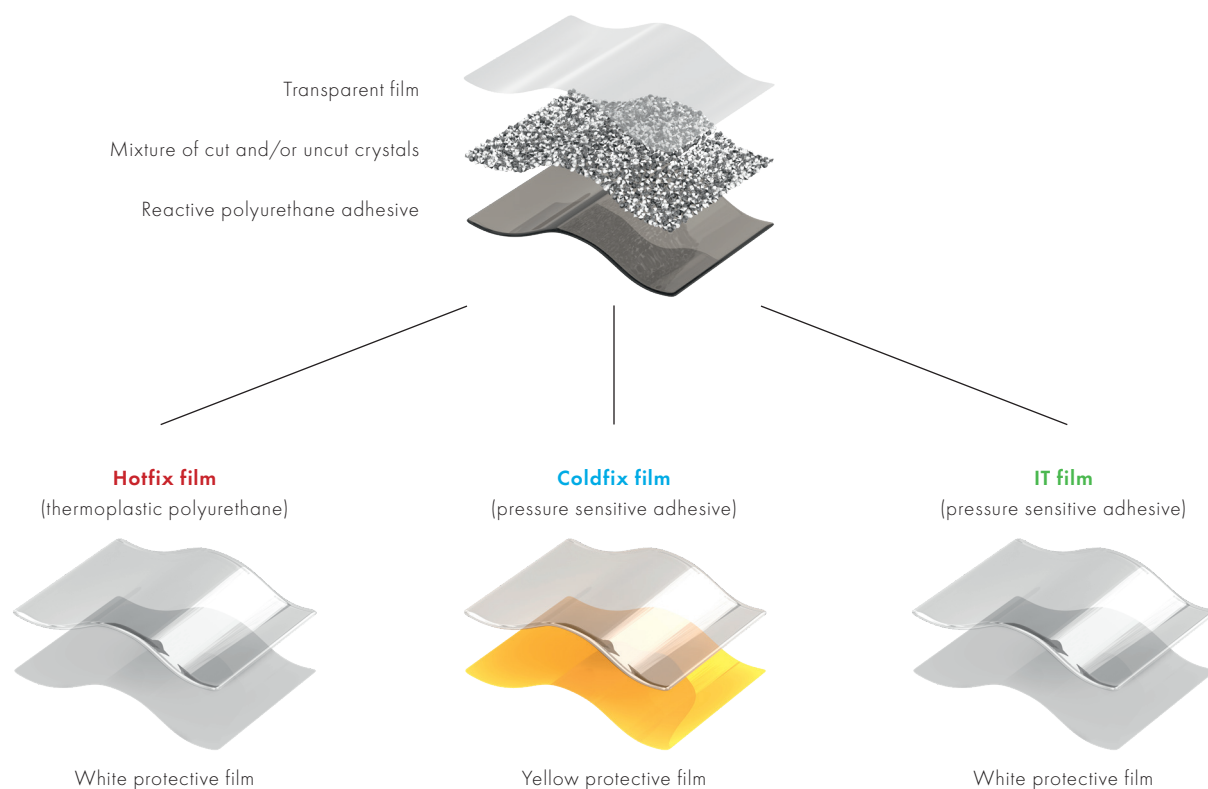 Transparent film
Mixture of cut and/or uncut crystals
Reactive polyurethane adhesive
Hotfix film
(thermoplastic polyurethane)
Coldfix film
(pressure sensitive adhesive)
IT film
(pressure sensitive adhesive)
White protective film
Yellow protective film
White protective film